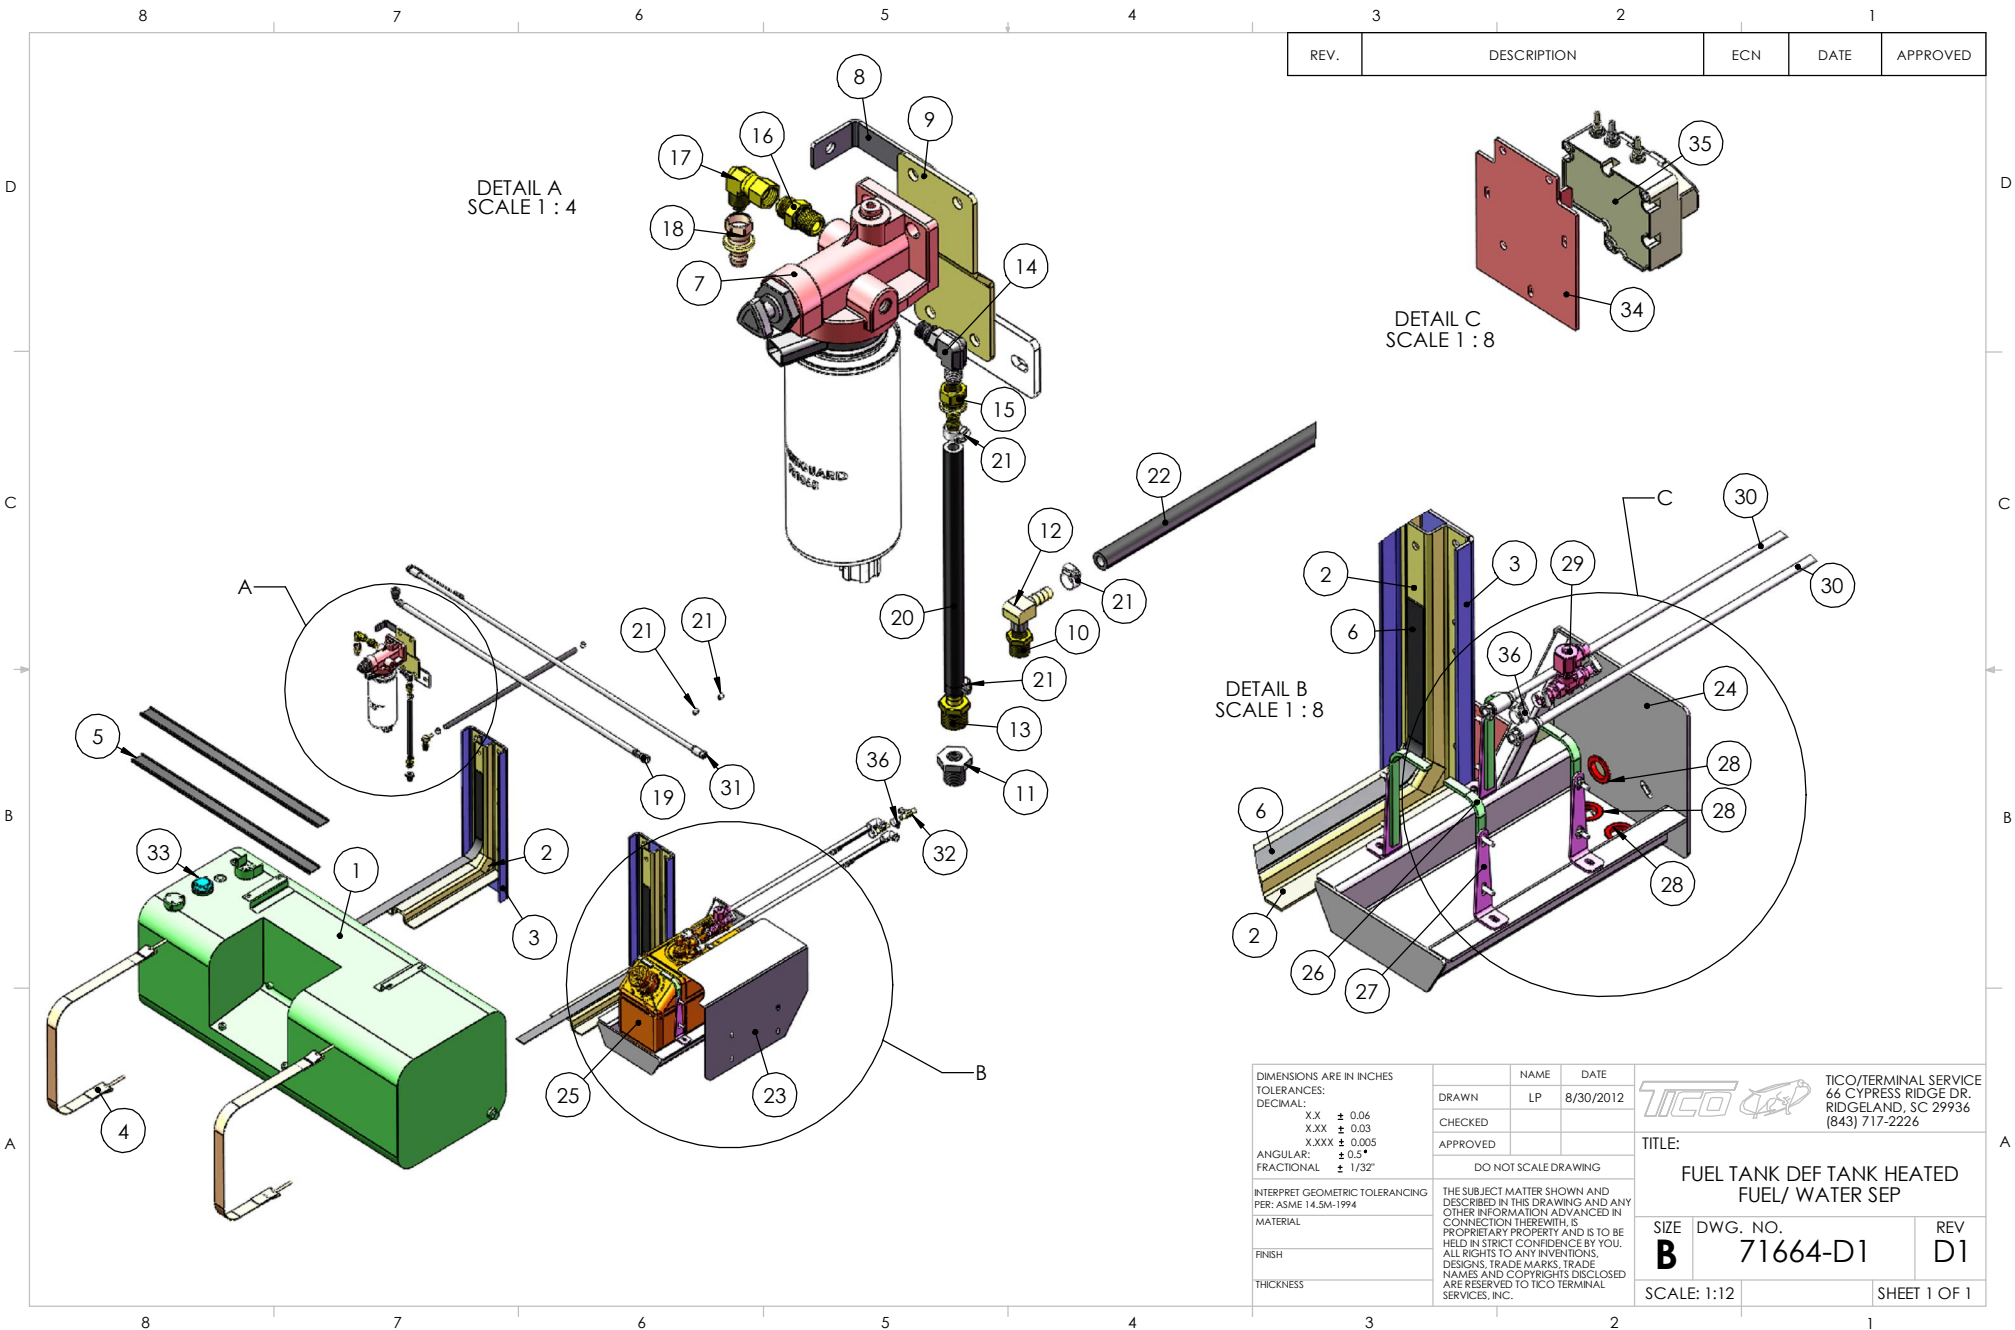 8 7 6 5 4 3 2 1
REV. DESCRIPTION ECN DATE APPROVED
D D
C C
B B
A A
DETAIL A
SCALE 1 : 4
8
9
16
17
18
7
14
15
21
20
22
12
21
10
21
13
11
35
34
DETAIL C
SCALE 1 : 8
A
21
21
5
31
19
33
1
2
3
4
36
32
25
23
B
DETAIL B
SCALE 1 : 8
C
30
30
29
3
2
6
36
24
28
28
28
6
2
26
27
DIMENSIONS ARE IN INCHES
TOLERANCES:
DECIMAL:
X.X ± 0.06
X.XX ± 0.03
X.XXX ± 0.005
ANGULAR: ± 0.5°
FRACTIONAL ± 1/32"
INTERPRET GEOMETRIC TOLERANCING
PER: ASME 14.5M-1994
MATERIAL
FINISH
THICKNESS
NAME DATE
DRAWN LP 8/30/2012
CHECKED
APPROVED
DO NOT SCALE DRAWING
THE SUBJECT MATTER SHOWN AND
DESCRIBED IN THIS DRAWING AND ANY
OTHER INFORMATION ADVANCED IN
CONNECTION THEREWITH, IS
PROPRIETARY PROPERTY AND IS TO BE
HELD IN STRICT CONFIDENCE BY YOU.
ALL RIGHTS TO ANY INVENTIONS,
DESIGNS, TRADE MARKS, TRADE
NAMES AND COPYRIGHTS DISCLOSED
ARE RESERVED TO TICO TERMINAL
SERVICES, INC.
TICO
TICO/TERMINAL SERVICE
66 CYPRESS RIDGE DR.
RIDGELAND, SC 29936
(843) 717-2226
TITLE:
FUEL TANK DEF TANK HEATED
FUEL/ WATER SEP
SIZE DWG. NO. REV
B 71664-D1 D1
SCALE: 1:12 SHEET 1 OF 1
8 7 6 5 4 3 2 1